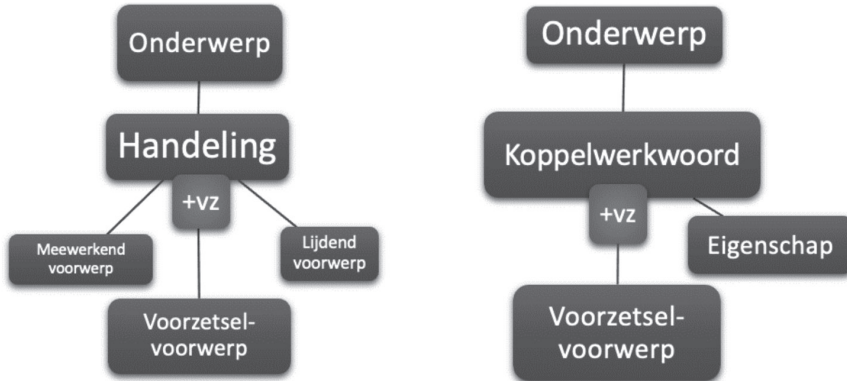 Onderwerp
Handeling
+vz
Meewerkend
voorwerp
Lijdend
voorwerp
Voorzetsel-
voorwerp
Onderwerp
Koppelwerkwoord
+vz
Eigenschap
Voorzetsel-
voorwerp